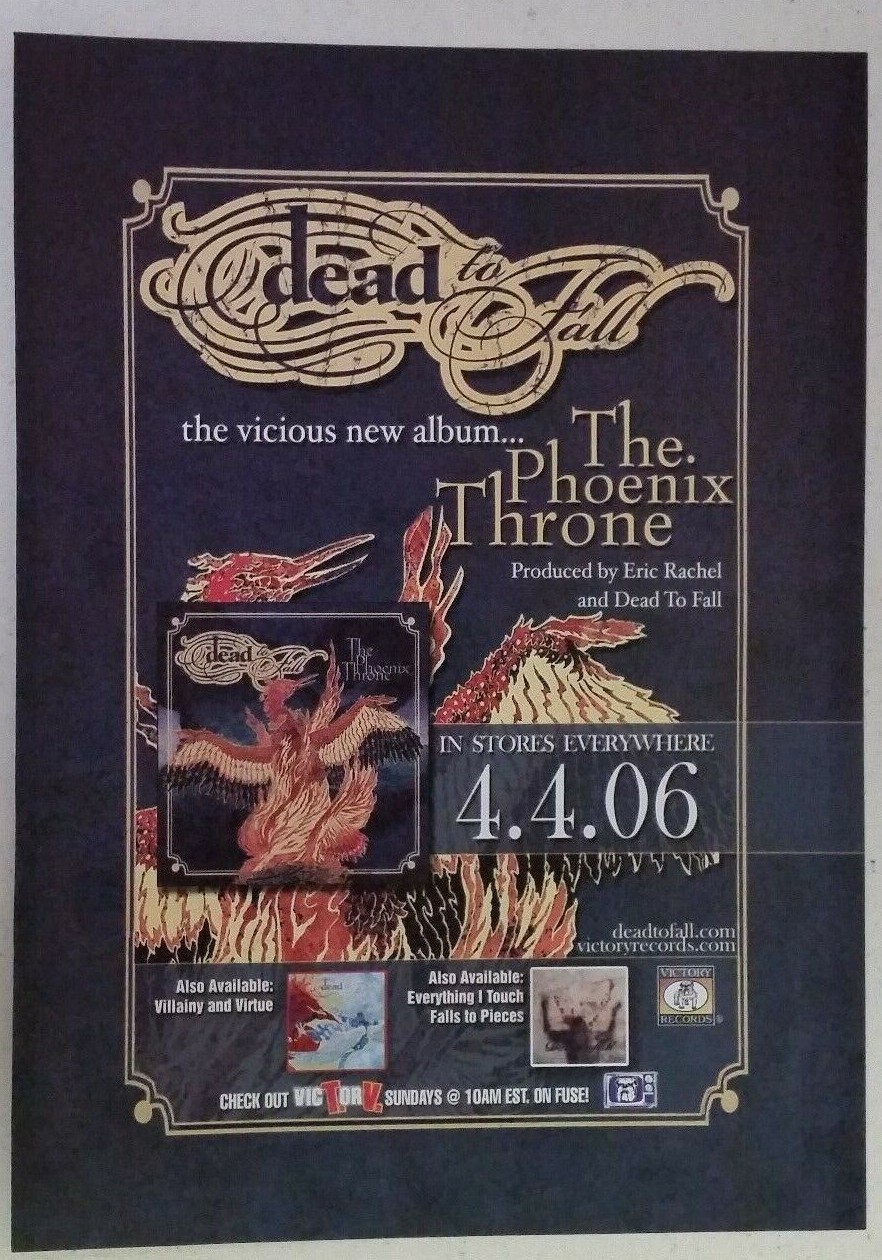 dead to Fall
the vicious new album...
The
Phoenix
Throne
Produced by Eric Rachel
and Dead To Fall
dead to Fall
The
Phoenix
Throne
IN STORES EVERYWHERE
4.4.06
deadtofall.com
victoryrecords.com
Also Available:
Villainy and Virtue
dead
Also Available:
Everything I Touch
Falls to Pieces
VICTORY
RECORDS®
CHECK OUT VICTORY SUNDAYS @ 10AM EST. ON FUSE!